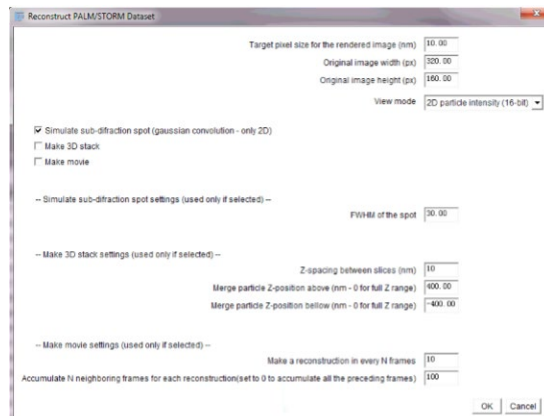 Reconstruct PALM/STORM Dataset
Target pixel size for the rendered image (nm) 10.00
Original image width (px) 320.00
Original image height (px) 160.00
View mode 2D particle intensity (16-bit)
Simulate sub-difraction spot (gaussian convolution - only 2D)
Make 3D stack
Make movie
-- Simulate sub-difraction spot settings (used only if selected) --
FWHM of the spot 30.00
-- Make 3D stack settings (used only if selected) --
Z-spacing between slices (nm) 10
Merge particle Z-position above (nm - 0 for full Z range) 400.00
Merge particle Z-position bellow (nm - 0 for full Z range) -400.00
-- Make movie settings (used only if selected) --
Make a reconstruction in every N frames 10
Accumulate N neighboring frames for each reconstruction(set to 0 to accumulate all the preceding frames) 100
OK Cancel